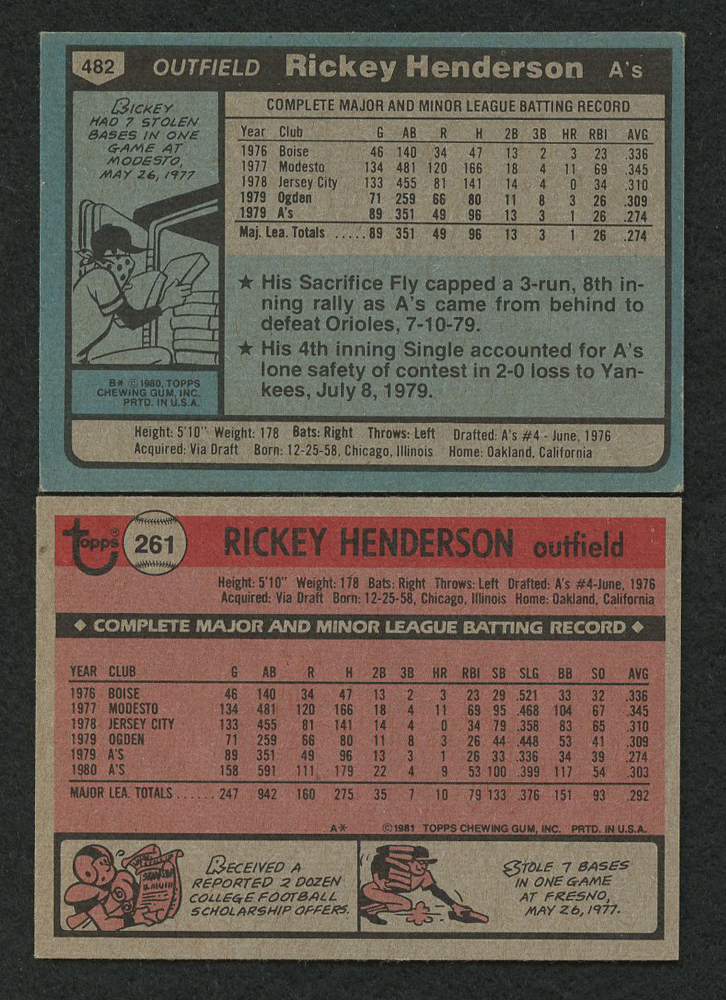 482 OUTFIELD Rickey Henderson A's
RICKEY
HAD 7 STOLEN
BASES IN ONE
GAME AT
MODESTO,
MAY 26, 1977
B* © 1980, TOPPS
CHEWING GUM, INC.
PRTD. IN U.S.A.
COMPLETE MAJOR AND MINOR LEAGUE BATTING RECORD
Year Club G AB R H 2B 3B HR RBI AVG
1976 Boise 46 140 34 47 13 2 3 23 .336
1977 Modesto 134 481 120 166 18 4 11 69 .345
1978 Jersey City 133 455 81 141 14 4 0 34 .310
1979 Ogden 71 259 66 80 11 8 3 26 .309
1979 A's 89 351 49 96 13 3 1 26 .274
Maj. Lea. Totals ..... 89 351 49 96 13 3 1 26 .274
★ His Sacrifice Fly capped a 3-run, 8th in-
ning rally as A's came from behind to
defeat Orioles, 7-10-79.
★ His 4th inning Single accounted for A's
lone safety of contest in 2-0 loss to Yan-
kees, July 8, 1979.
Height: 5'10" Weight: 178 Bats: Right Throws: Left Drafted: A's #4 - June, 1976
Acquired: Via Draft Born: 12-25-58, Chicago, Illinois Home: Oakland, California
topps® 261 RICKEY HENDERSON outfield
Height: 5'10" Weight: 178 Bats: Right Throws: Left Drafted: A's #4-June, 1976
Acquired: Via Draft Born: 12-25-58, Chicago, Illinois Home: Oakland, California
◆ COMPLETE MAJOR AND MINOR LEAGUE BATTING RECORD ◆
YEAR CLUB G AB R H 2B 3B HR RBI SB SLG BB SO AVG
1976 BOISE 46 140 34 47 13 2 3 23 29 .521 33 32 .336
1977 MODESTO 134 481 120 166 18 4 11 69 95 .468 104 67 .345
1978 JERSEY CITY 133 455 81 141 14 4 0 34 79 .358 83 65 .310
1979 OGDEN 71 259 66 80 11 8 3 26 44 .448 53 41 .309
1979 A'S 89 351 49 96 13 3 1 26 33 .336 34 39 .274
1980 A'S 158 591 111 179 22 4 9 53 100 .399 117 54 .303
MAJOR LEA. TOTALS ...... 247 942 160 275 35 7 10 79 133 .376 151 93 .292
A* ©1981 TOPPS CHEWING GUM, INC. PRTD. IN U.S.A.
RECEIVED A
REPORTED 2 DOZEN
COLLEGE FOOTBALL
SCHOLARSHIP OFFERS.
STOLE 7 BASES
IN ONE GAME
AT FRESNO,
MAY 26, 1977.